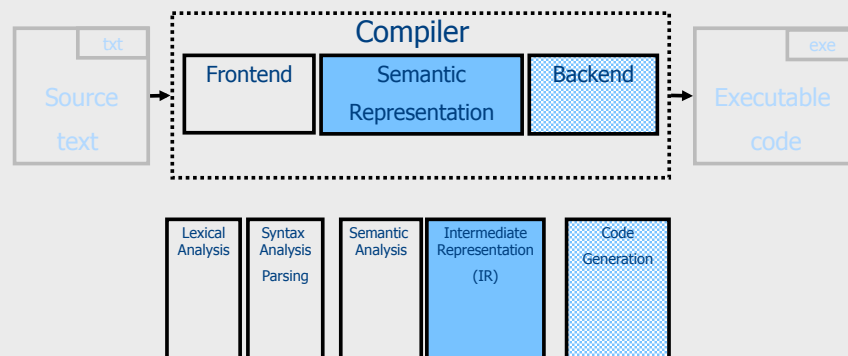 Compiler
txt
exe
Frontend
Semantic
Representation
Backend
Source
text
Executable
code
Lexical
Analysis
Syntax
Analysis
Parsing
Semantic
Analysis
Intermediate
Representation
(IR)
Code
Generation